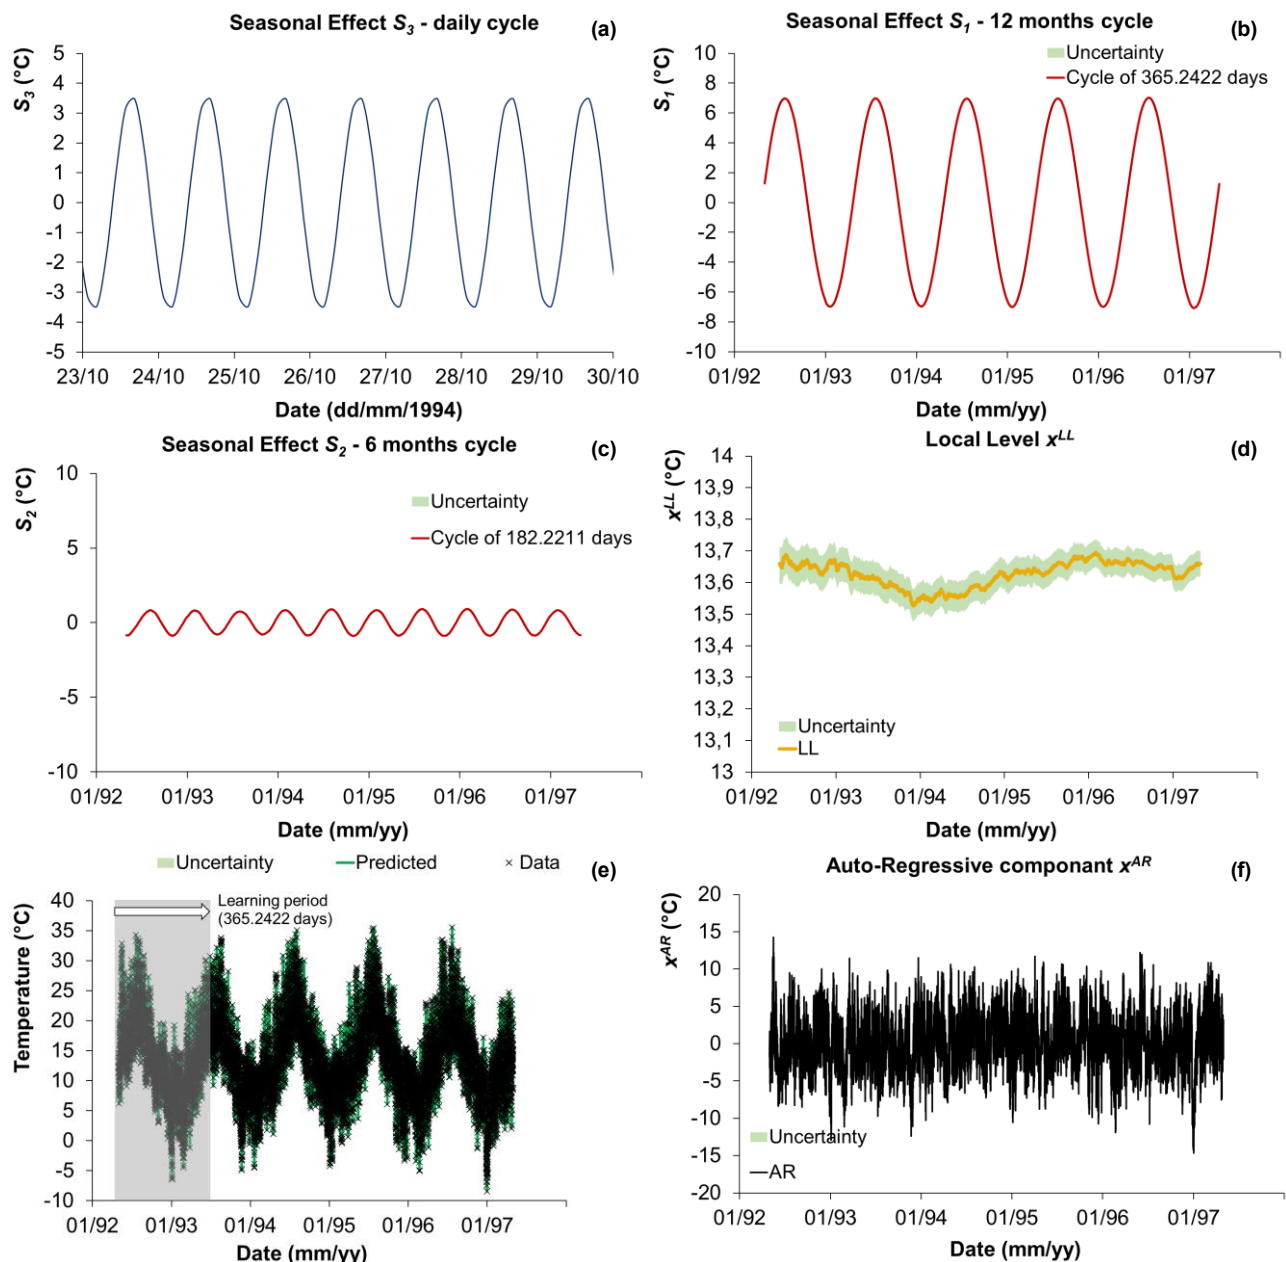 Seasonal Effect S3 - daily cycle
(a)
S3 (°C)
5
4
3
2
1
0
-1
-2
-3
-4
-5
23/10 24/10 25/10 26/10 27/10 28/10 29/10 30/10
Date (dd/mm/1994)
Seasonal Effect S1 - 12 months cycle
(b)
Uncertainty
Cycle of 365.2422 days
S1 (°C)
10
8
6
4
2
0
-2
-4
-6
-8
-10
01/92 01/93 01/94 01/95 01/96 01/97
Date (mm/yy)
Seasonal Effect S2 - 6 months cycle
(c)
Uncertainty
Cycle of 182.2211 days
S2 (°C)
10
5
0
-5
-10
01/92 01/93 01/94 01/95 01/96 01/97
Date (mm/yy)
Local Level xLL
(d)
xLL (°C)
14
13,9
13,8
13,7
13,6
13,5
13,4
13,3
13,2
13,1
13
Uncertainty
LL
01/92 01/93 01/94 01/95 01/96 01/97
Date (mm/yy)
Uncertainty Predicted × Data
(e)
Learning period
(365.2422 days)
Temperature (°C)
40
35
30
25
20
15
10
5
0
-5
-10
01/92 01/93 01/94 01/95 01/96 01/97
Date (mm/yy)
Auto-Regressive componant xAR
(f)
xAR (°C)
20
15
10
5
0
-5
-10
-15
-20
Uncertainty
AR
01/92 01/93 01/94 01/95 01/96 01/97
Date (mm/yy)